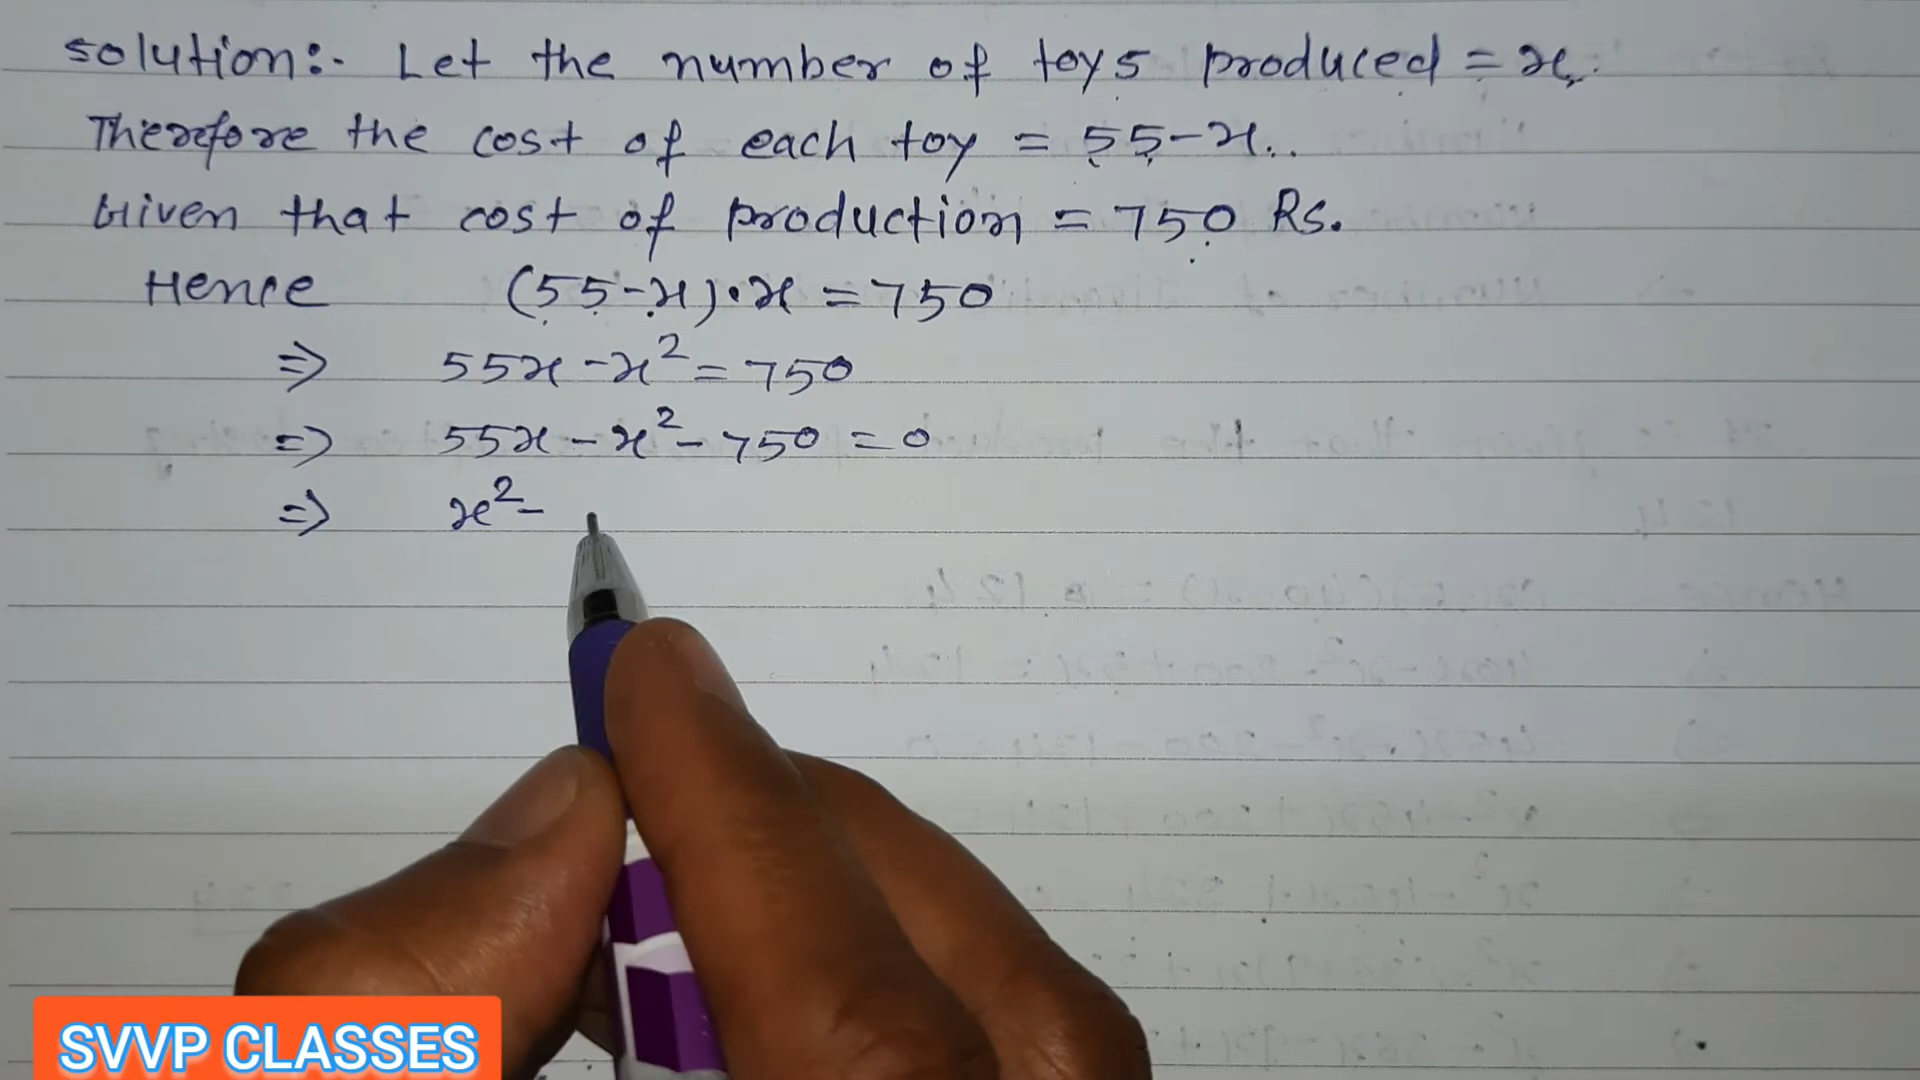 solution:- Let the number of toys produced = x.
Therefore the cost of each toy = 55-x.
Given that cost of production = 750 Rs.
Hence (55-x)·x = 750
⇒ 55x - x² = 750
⇒ 55x - x² - 750 = 0
⇒ x² -
SVVP CLASSES